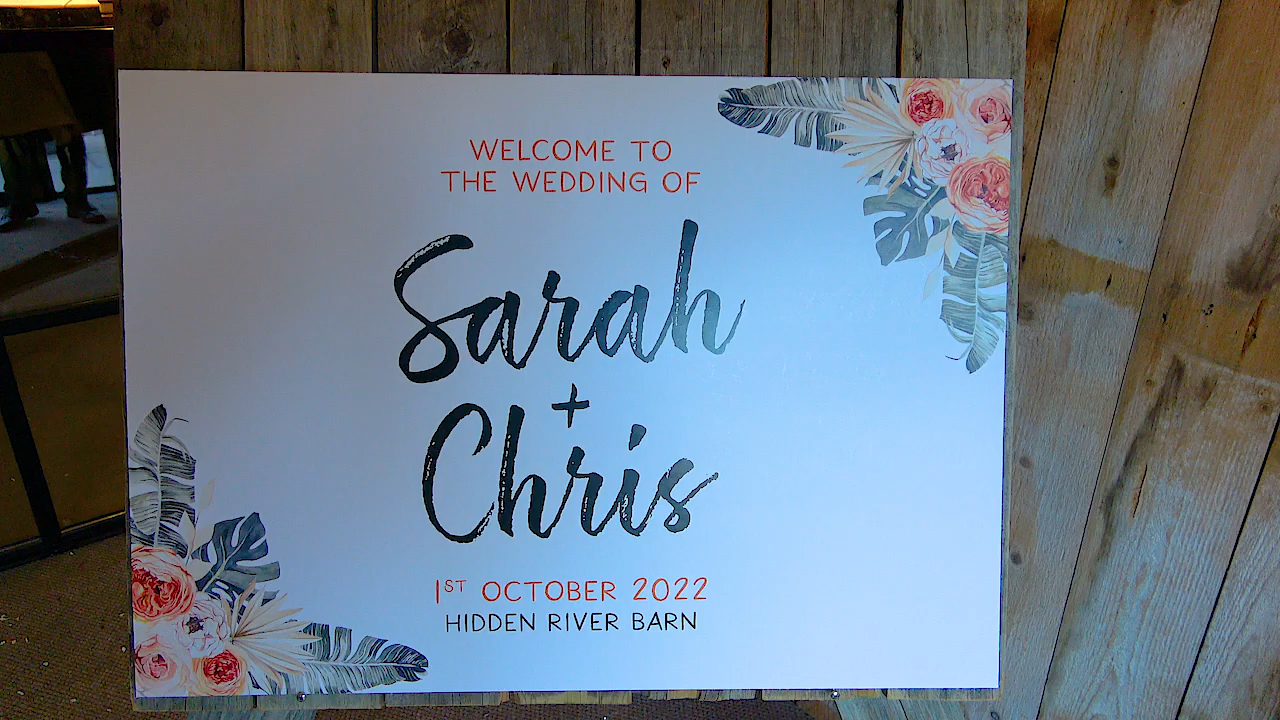 WELCOME TO
THE WEDDING OF
Sarah
+
Chris
1ST OCTOBER 2022
HIDDEN RIVER BARN